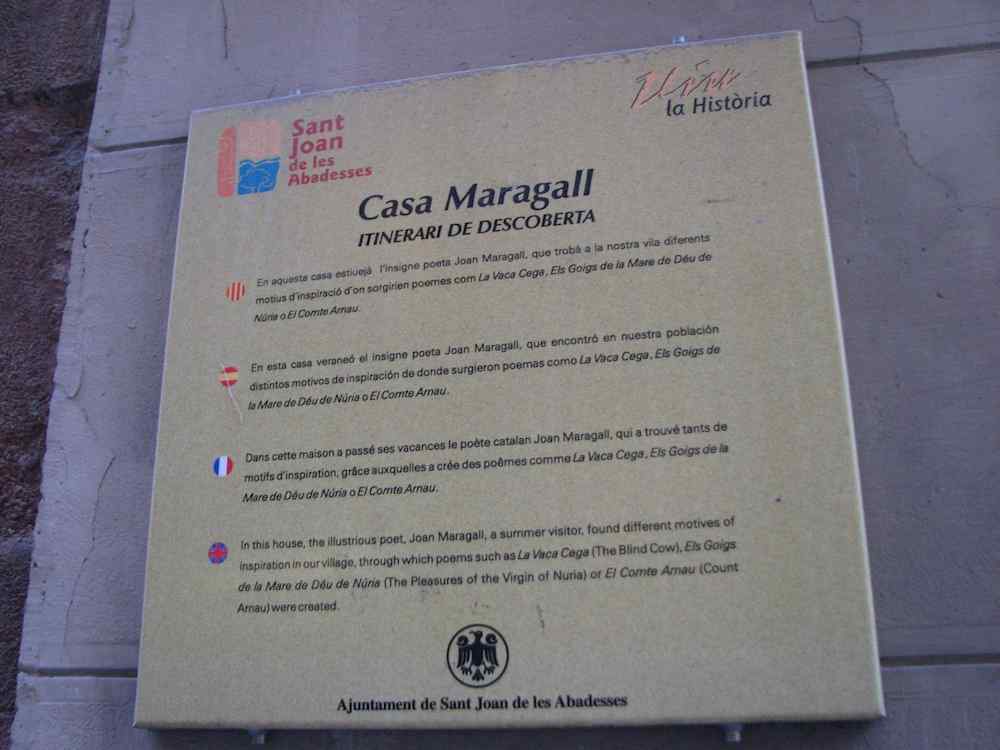 Sant
Joan
de les
Abadesses
la Història
Casa Maragall
ITINERARI DE DESCOBERTA
En aquesta casa estiuejà l'insigne poeta Joan Maragall, que trobà a la nostra vila diferents
motius d'inspiració d'on sorgirien poemes com La Vaca Cega, Els Goigs de la Mare de Déu de
Núria o El Comte Arnau.
En esta casa veraneó el insigne poeta Joan Maragall, que encontró en nuestra población
distintos motivos de inspiración de donde surgieron poemas como La Vaca Cega, Els Goigs de
la Mare de Déu de Núria o El Comte Arnau.
Dans cette maison a passé ses vacances le poête catalan Joan Maragall, qui a trouvé tants de
motifs d'inspiration, grâce auxquelles a crée des poêmes comme La Vaca Cega, Els Goigs de la
Mare de Déu de Núria o El Comte Arnau.
In this house, the illustrious poet, Joan Maragall, a summer visitor, found different motives of
inspiration in our village, through which poems such as La Vaca Cega (The Blind Cow), Els Goigs
de la Mare de Déu de Núria (The Pleasures of the Virgin of Nuria) or El Comte Arnau (Count
Arnau) were created.
Ajuntament de Sant Joan de les Abadesses